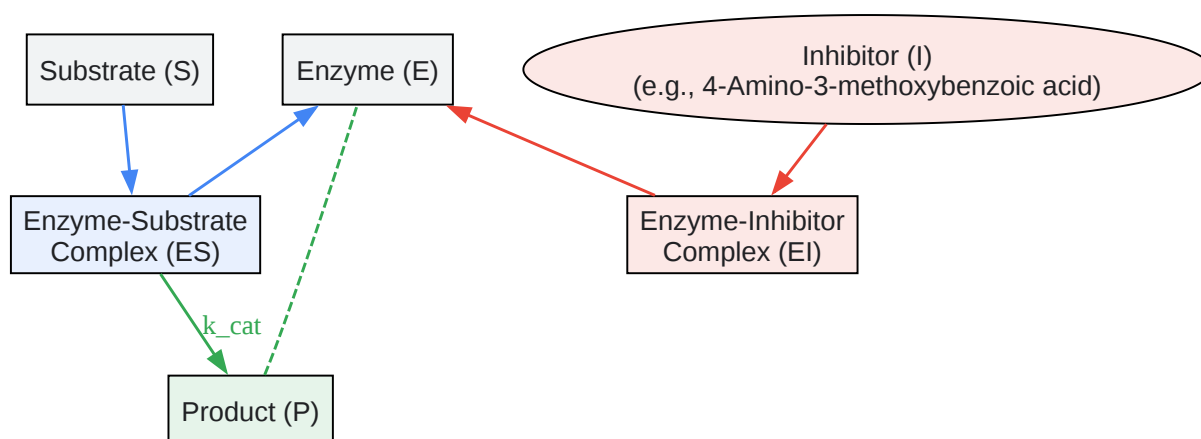 Substrate (S)
Enzyme (E)
Inhibitor (I)
(e.g., 4-Amino-3-methoxybenzoic acid)
Enzyme-Substrate
Complex (ES)
Enzyme-Inhibitor
Complex (EI)
k_cat
Product (P)